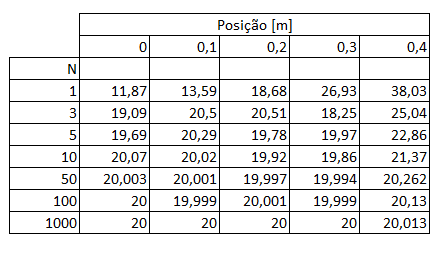 Posição [m]
0 0,1 0,2 0,3 0,4
N
1 11,87 13,59 18,68 26,93 38,03
3 19,09 20,5 20,51 18,25 25,04
5 19,69 20,29 19,78 19,97 22,86
10 20,07 20,02 19,92 19,86 21,37
50 20,003 20,001 19,997 19,994 20,262
100 20 19,999 20,001 19,999 20,13
1000 20 20 20 20 20,013